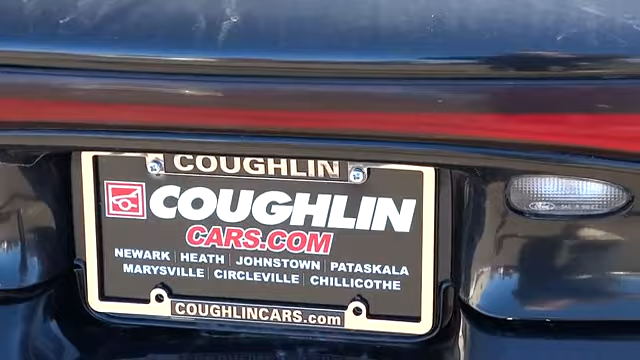 COUGHLIN
COUGHLIN
CARS.COM
NEWARK | HEATH | JOHNSTOWN | PATASKALA
MARYSVILLE | CIRCLEVILLE | CHILLICOTHE
COUGHLINCARS.com